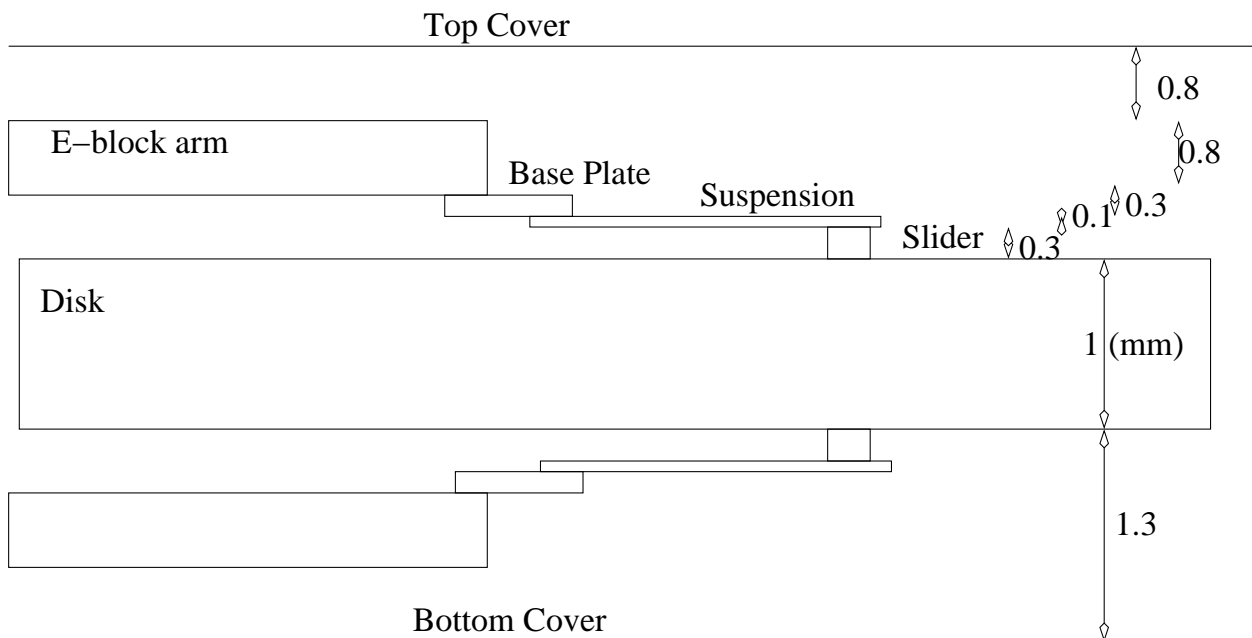 Top Cover
0.8
E−block arm
0.8
Base Plate
Suspension
0.3
0.1
Slider
0.3
Disk
1 (mm)
1.3
Bottom Cover